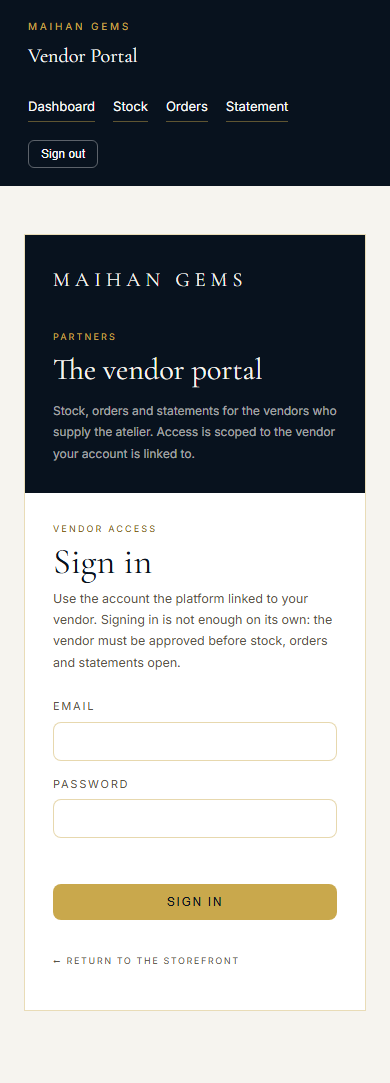 MAIHAN GEMS
Vendor Portal
Dashboard Stock Orders Statement
Sign out
MAIHAN GEMS
PARTNERS
The vendor portal
Stock, orders and statements for the vendors who
supply the atelier. Access is scoped to the vendor
your account is linked to.
VENDOR ACCESS
Sign in
Use the account the platform linked to your
vendor. Signing in is not enough on its own: the
vendor must be approved before stock, orders
and statements open.
EMAIL
PASSWORD
SIGN IN
← RETURN TO THE STOREFRONT